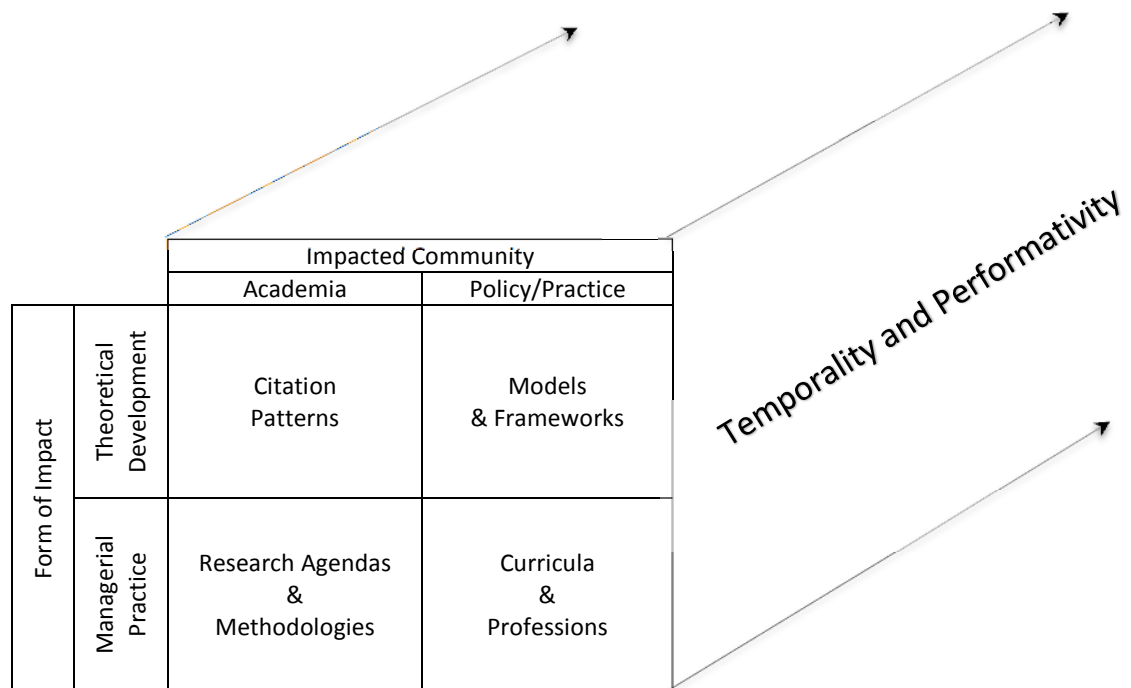 Impacted Community
Academia
Policy/Practice
Form of Impact
Theoretical
Development
Citation
Patterns
Models
& Frameworks
Managerial
Practice
Research Agendas
&
Methodologies
Curricula
&
Professions
Temporality and Performativity